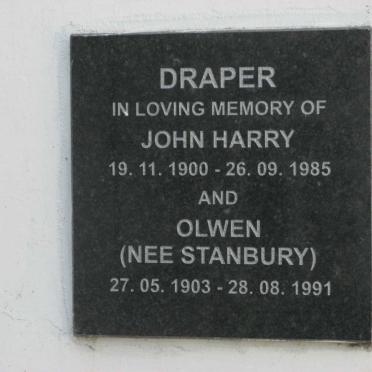 DRAPER
IN LOVING MEMORY OF
JOHN HARRY
19. 11. 1900 - 26. 09. 1985
AND
OLWEN
(NEE STANBURY)
27. 05. 1903 - 28. 08. 1991